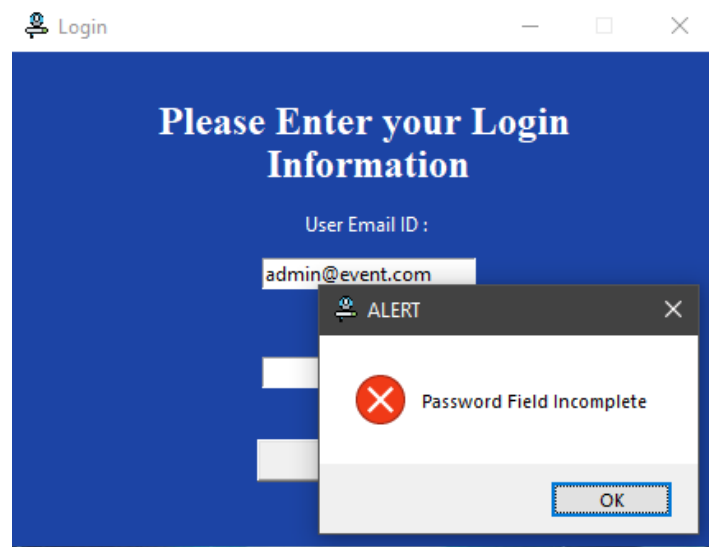 Login
Please Enter your Login
Information
User Email ID :
admin@event.com
ALERT
Password Field Incomplete
OK